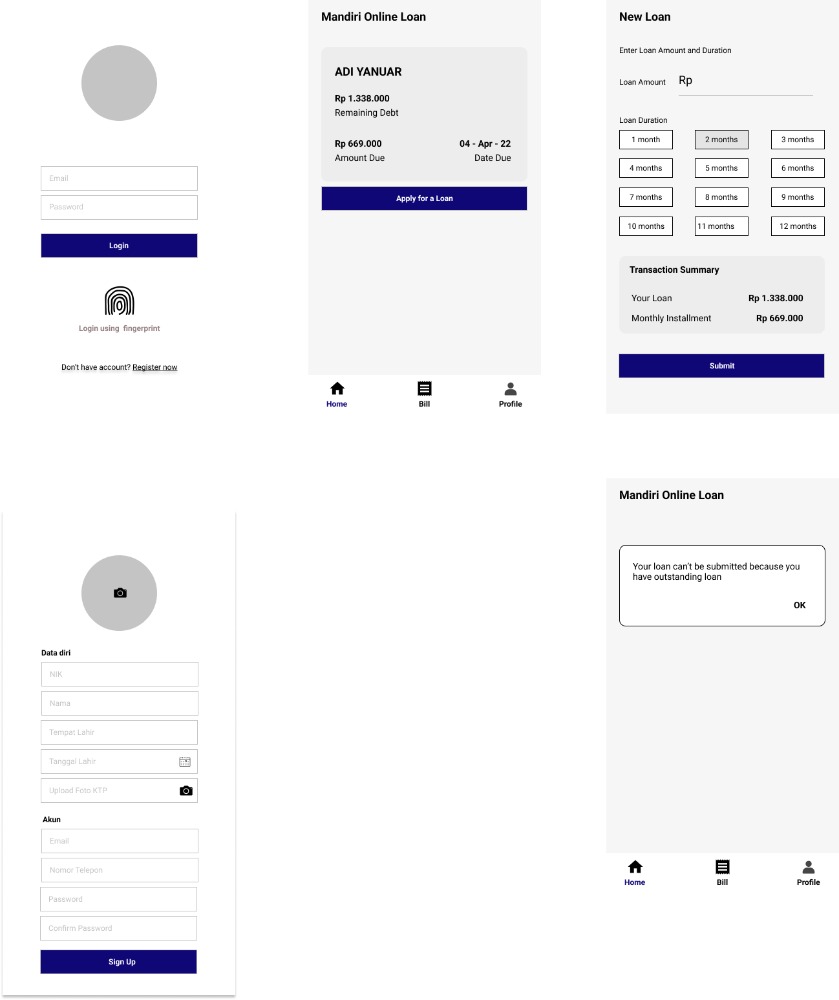 Email
Password
Login
Login using  fingerprint
Don't have account? Register now
Mandiri Online Loan
ADI YANUAR
Rp 1.338.000
Remaining Debt
Rp 669.000 04 - Apr - 22
Amount Due Date Due
Apply for a Loan
Home Bill Profile
New Loan
Enter Loan Amount and Duration
Loan Amount Rp
Loan Duration
1 month 2 months 3 months
4 months 5 months 6 months
7 months 8 months 9 months
10 months 11 months 12 months
Transaction Summary
Your Loan Rp 1.338.000
Monthly Installment Rp 669.000
Submit
Data diri
NIK
Nama
Tempat Lahir
Tanggal Lahir
Upload Foto KTP
Akun
Email
Nomor Telepon
Password
Confirm Password
Sign Up
Mandiri Online Loan
Your loan can't be submitted because you
have outstanding loan
OK
Home Bill Profile